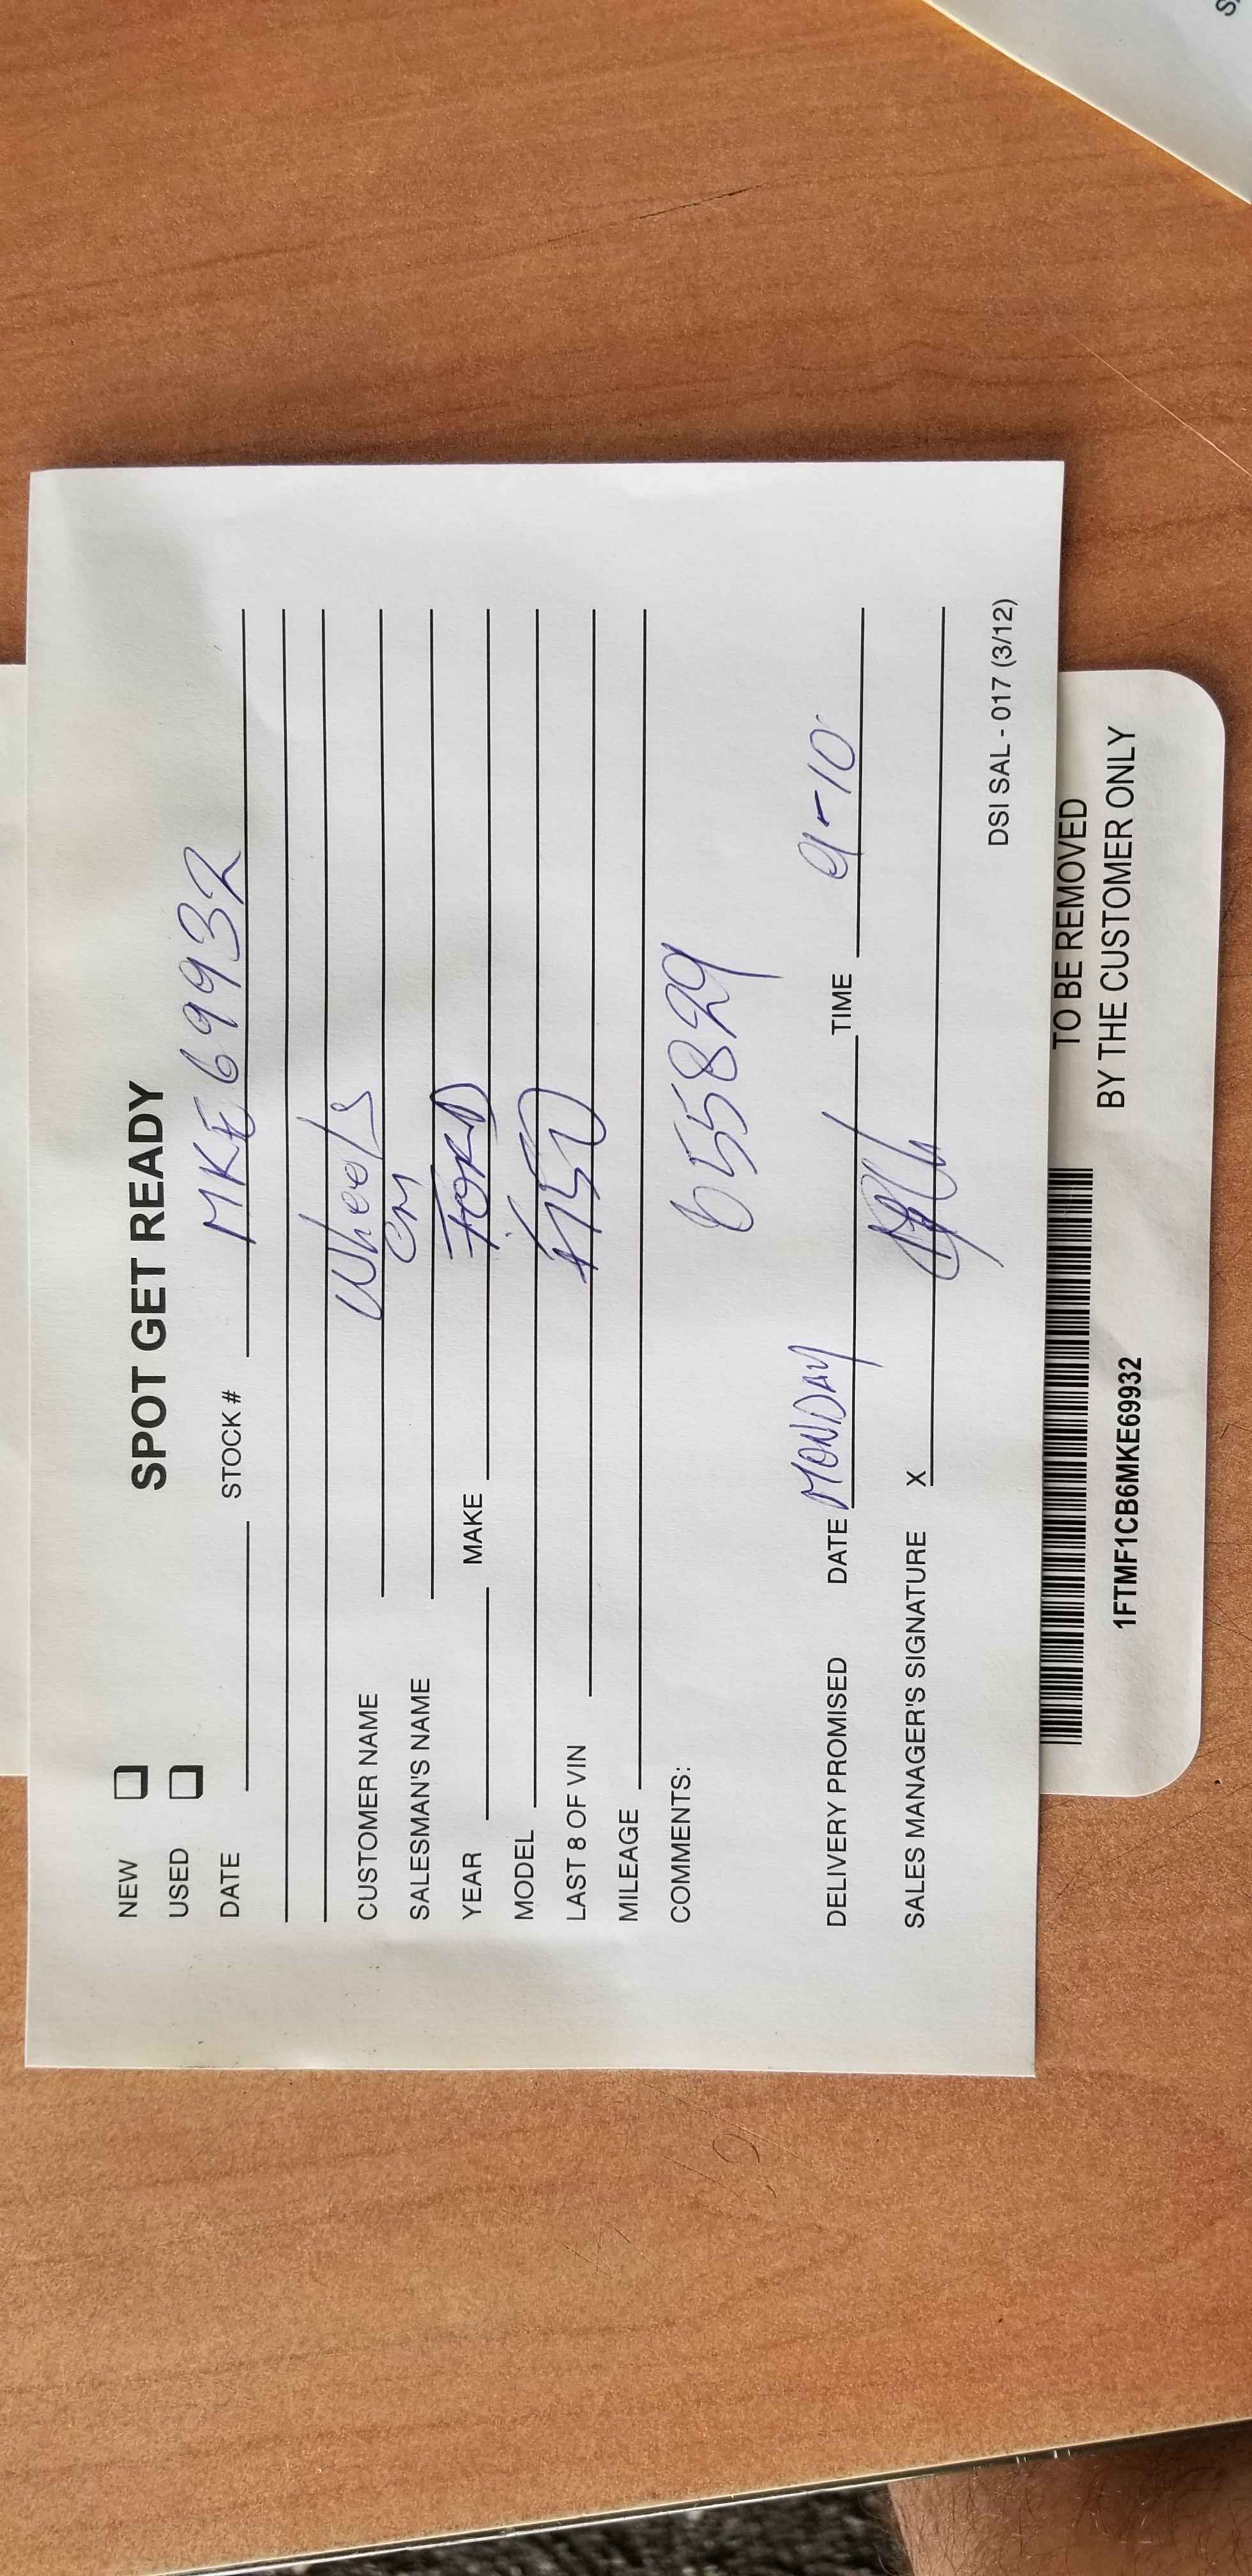 SPOT GET READY
NEW
USED
DATE STOCK # MKE69932
CUSTOMER NAME Wheels
SALESMAN'S NAME CM
YEAR MAKE FORD
MODEL F150
LAST 8 OF VIN
MILEAGE
COMMENTS: 655829
DELIVERY PROMISED DATE MONDAY TIME 9-10
SALES MANAGER'S SIGNATURE X
DSI SAL - 017 (3/12)
TO BE REMOVED
BY THE CUSTOMER ONLY
1FTMF1CB6MKE69932